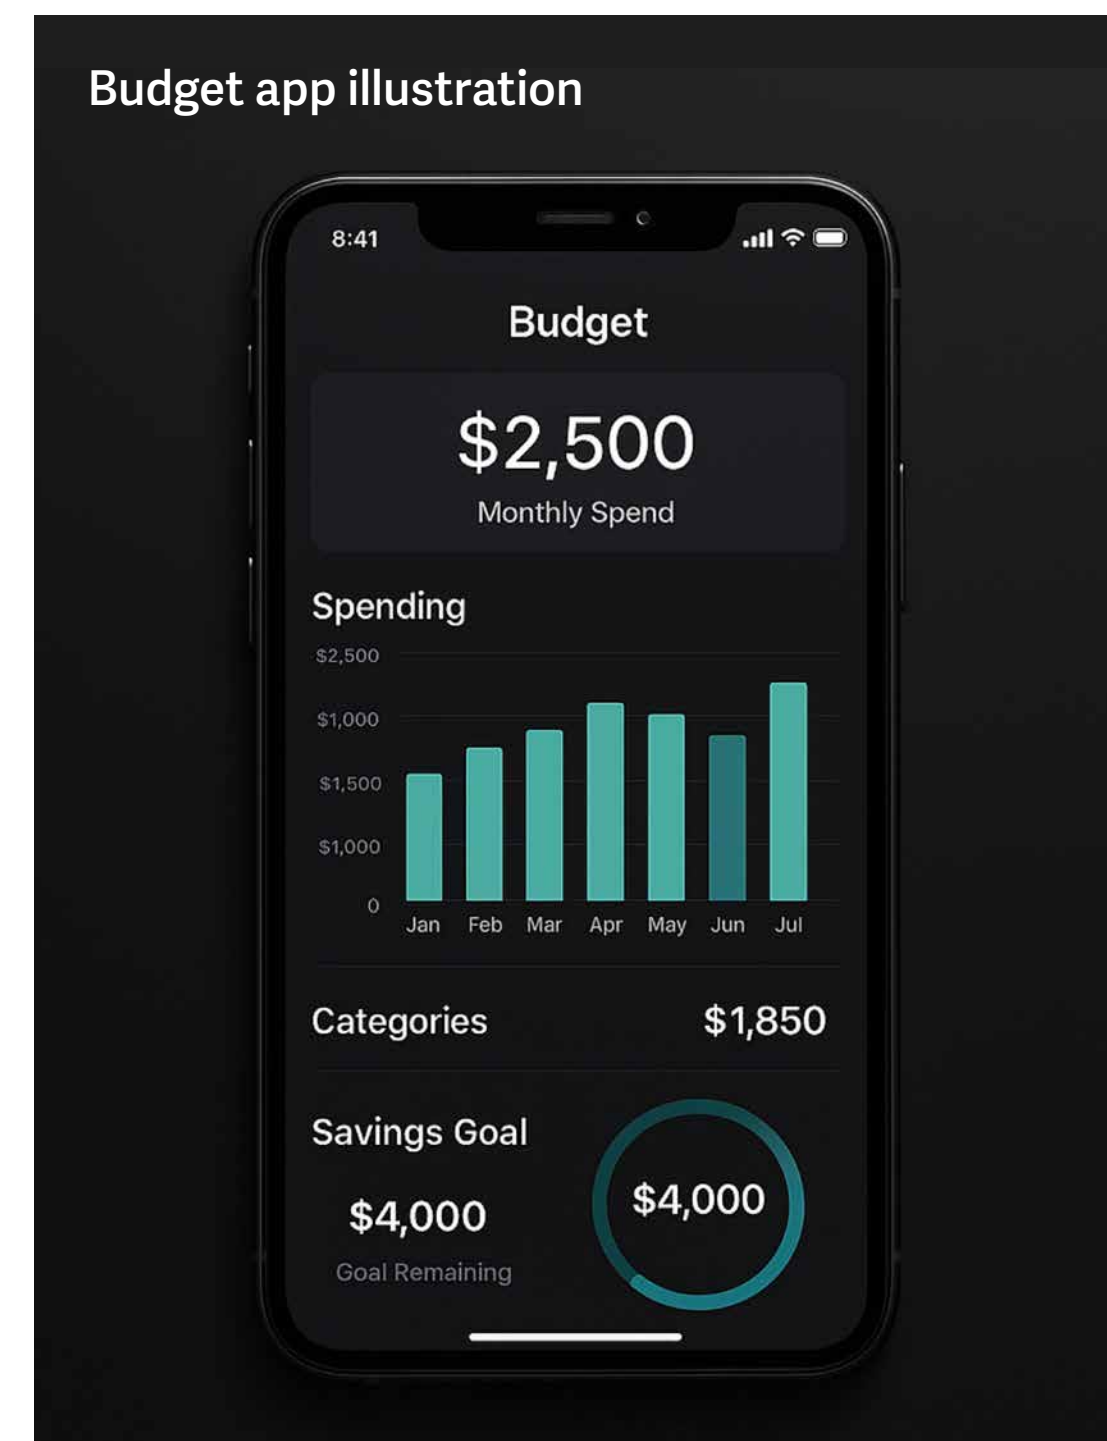 Budget app illustration
8:41
Budget
$2,500
Monthly Spend
Spending
$2,500
$1,000
$1,500
$1,000
0
Jan Feb Mar Apr May Jun Jul
Categories $1,850
Savings Goal
$4,000
Goal Remaining
$4,000